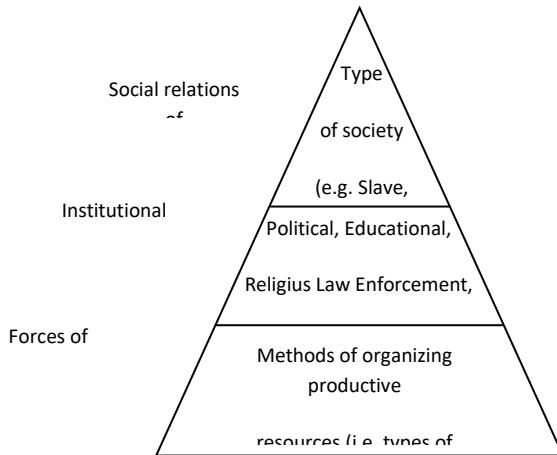 Social relations
of
Type
of society
(e.g. Slave,
Institutional
Political, Educational,
Religius Law Enforcement,
Forces of
Methods of organizing
productive
resources (i.e. types of